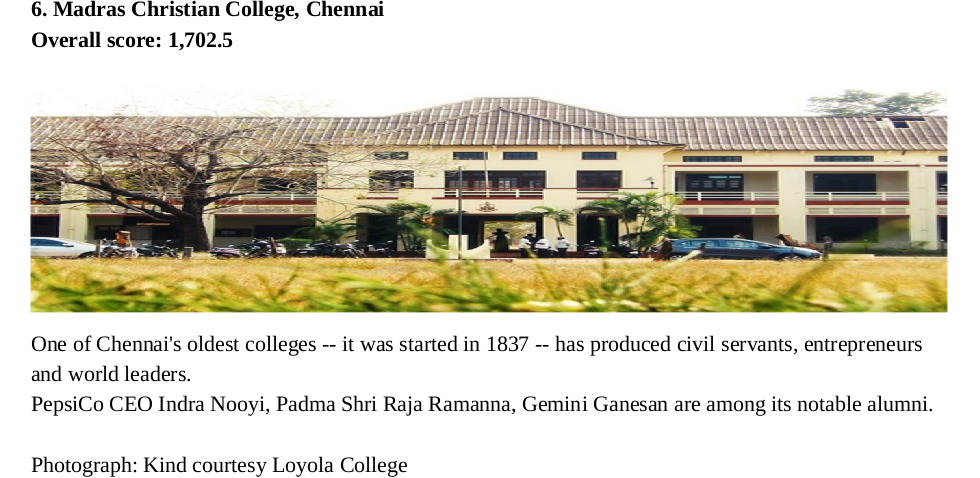 6. Madras Christian College, Chennai
Overall score: 1,702.5
One of Chennai's oldest colleges -- it was started in 1837 -- has produced civil servants, entrepreneurs
and world leaders.
PepsiCo CEO Indra Nooyi, Padma Shri Raja Ramanna, Gemini Ganesan are among its notable alumni.
Photograph: Kind courtesy Loyola College